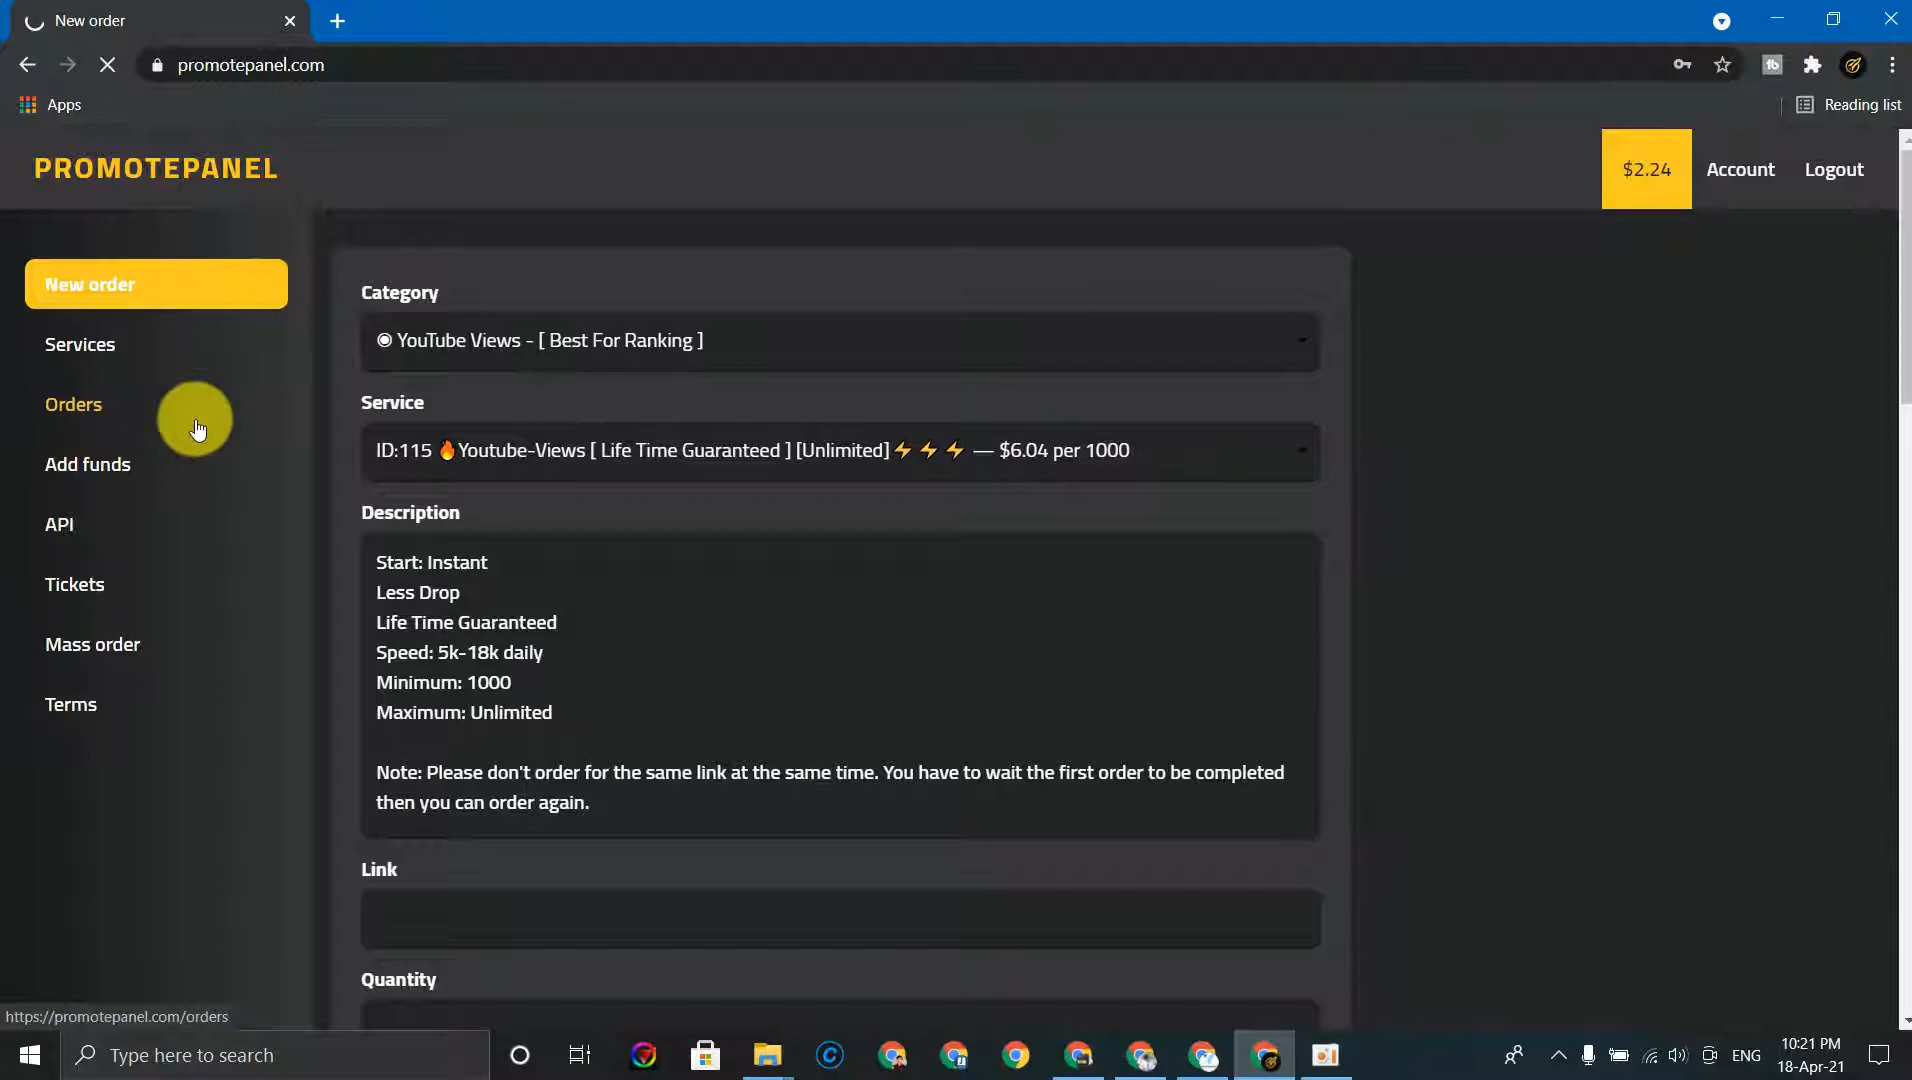 New order
promotepanel.com
Apps
Reading list
PROMOTEPANEL
$2.24 Account Logout
New order
Services
Orders
Add funds
API
Tickets
Mass order
Terms
Category
◉ YouTube Views - [ Best For Ranking ]
Service
ID:115 🔥Youtube-Views [ Life Time Guaranteed ] [Unlimited]⚡⚡⚡ — $6.04 per 1000
Description
Start: Instant
Less Drop
Life Time Guaranteed
Speed: 5k-18k daily
Minimum: 1000
Maximum: Unlimited
Note: Please don't order for the same link at the same time. You have to wait the first order to be completed
then you can order again.
Link
Quantity
https://promotepanel.com/orders
Type here to search
ENG
10:21 PM
18-Apr-21